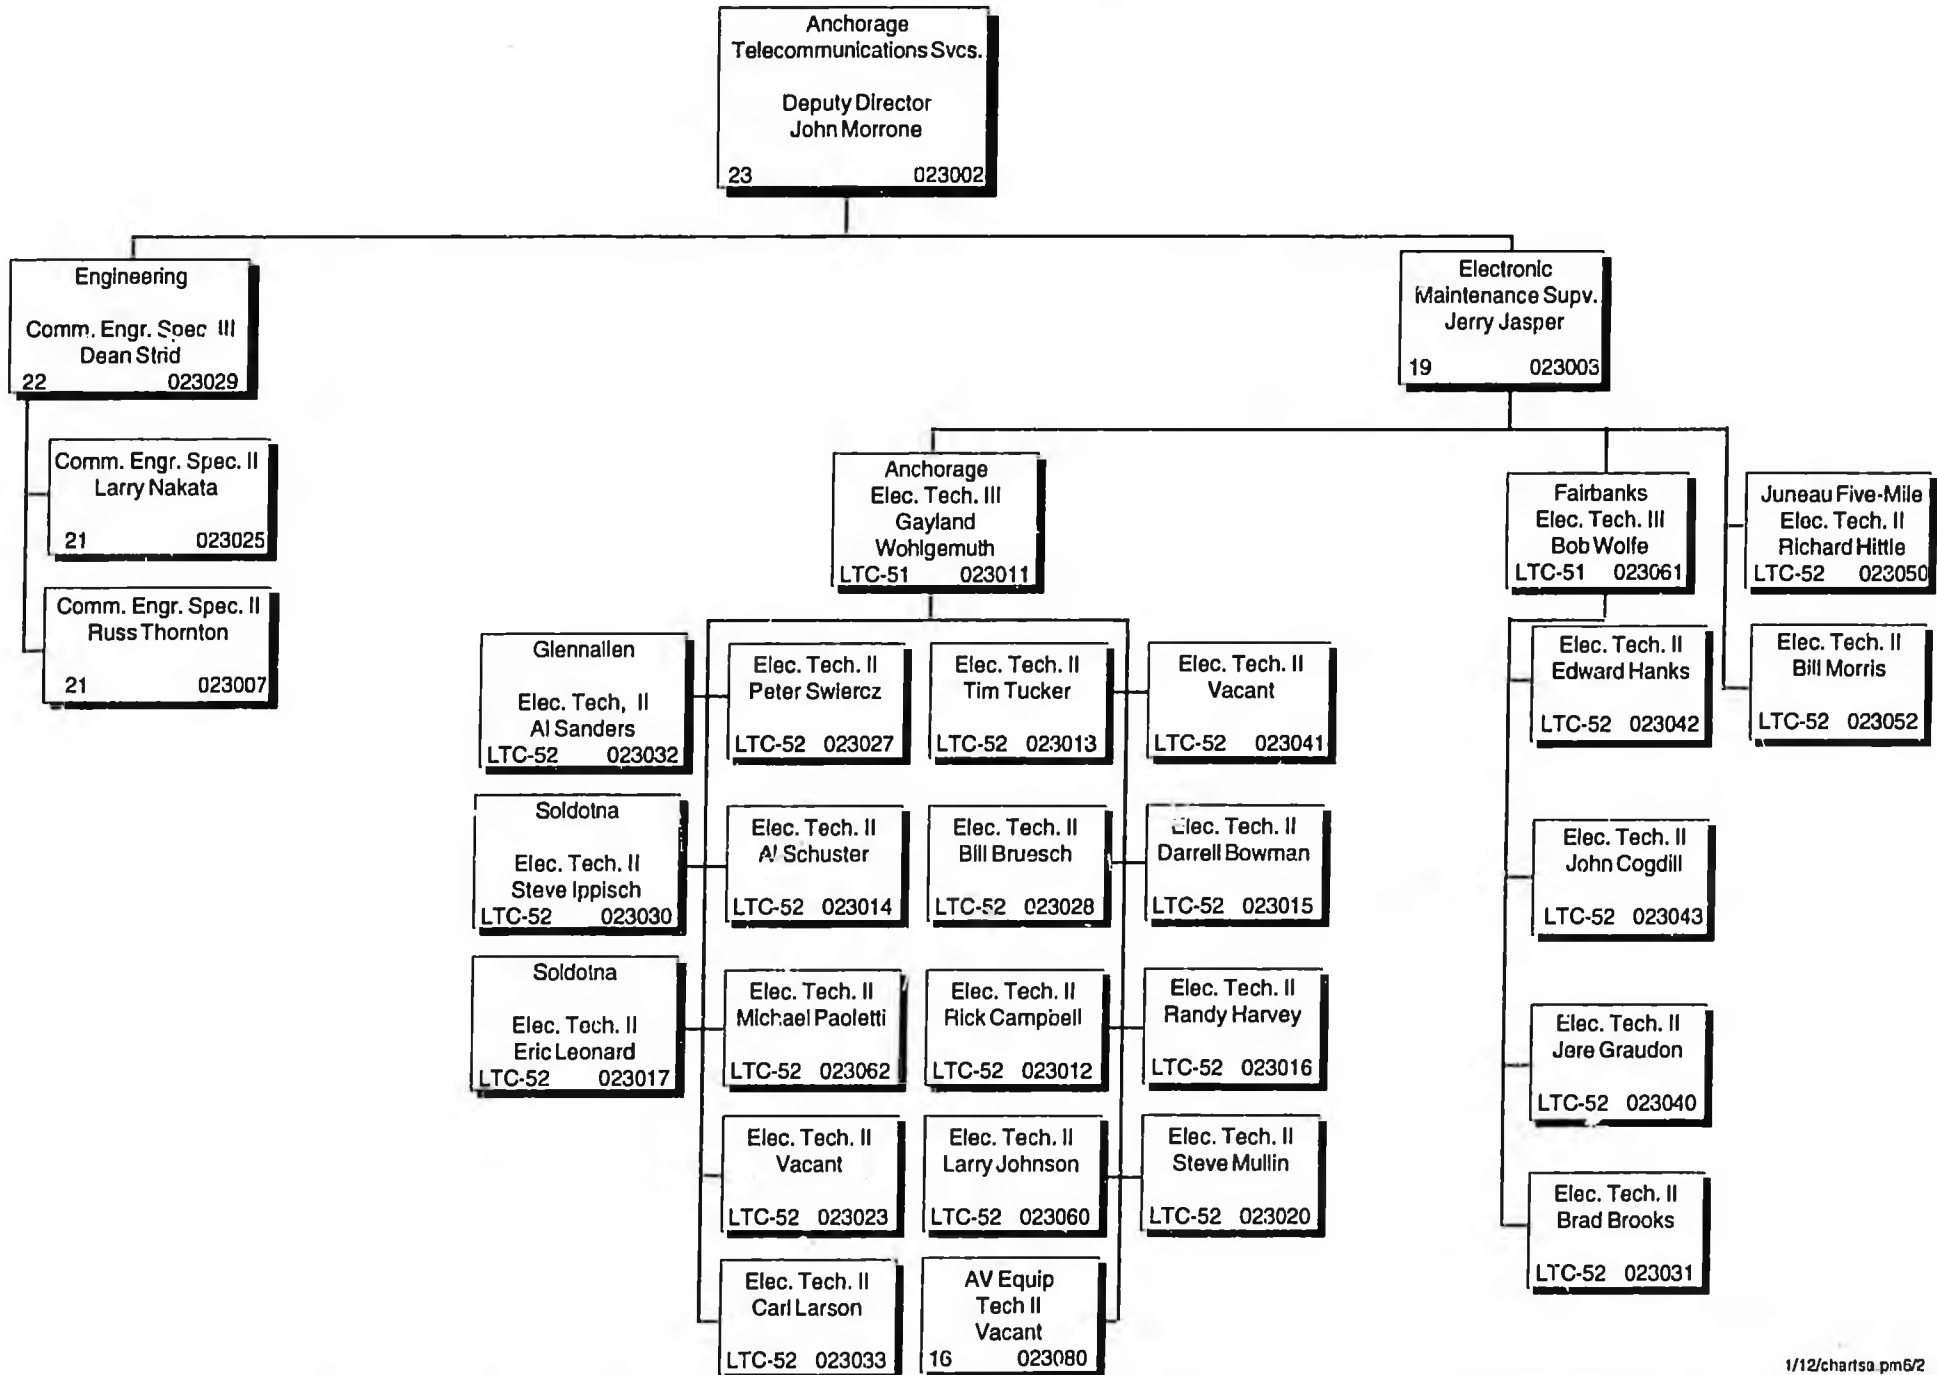 Anchorage
Telecommunications Svcs.
Deputy Director
John Morrone
23 023002
Engineering
Comm. Engr. Spec III
Dean Strid
22 023029
Electronic
Maintenance Supv.
Jerry Jasper
19 023003
Comm. Engr. Spec. II
Larry Nakata
21 023025
Comm. Engr. Spec. II
Russ Thornton
21 023007
Anchorage
Elec. Tech. III
Gayland
Wohlgemuth
LTC-51 023011
Fairbanks
Elec. Tech. III
Bob Wolfe
LTC-51 023061
Juneau Five-Mile
Elec. Tech. II
Richard Hittle
LTC-52 023050
Glennallen
Elec. Tech, II
Al Sanders
LTC-52 023032
Elec. Tech. II
Peter Swiercz
LTC-52 023027
Elec. Tech. II
Tim Tucker
LTC-52 023013
Elec. Tech. II
Vacant
LTC-52 023041
Elec. Tech. II
Edward Hanks
LTC-52 023042
Elec. Tech. II
Bill Morris
LTC-52 023052
Soldotna
Elec. Tech. II
Steve Ippisch
LTC-52 023030
Elec. Tech. II
Al Schuster
LTC-52 023014
Elec. Tech. II
Bill Bruesch
LTC-52 023028
Elec. Tech. II
Darrell Bowman
LTC-52 023015
Elec. Tech. II
John Cogdill
LTC-52 023043
Soldotna
Elec. Tech. II
Eric Leonard
LTC-52 023017
Elec. Tech. II
Michael Paoletti
LTC-52 023062
Elec. Tech. II
Rick Campbell
LTC-52 023012
Elec. Tech. II
Randy Harvey
LTC-52 023016
Elec. Tech. II
Jere Graudon
LTC-52 023040
Elec. Tech. II
Vacant
LTC-52 023023
Elec. Tech. II
Larry Johnson
LTC-52 023060
Elec. Tech. II
Steve Mullin
LTC-52 023020
Elec. Tech. II
Brad Brooks
LTC-52 023031
Elec. Tech. II
Carl Larson
LTC-52 023033
AV Equip
Tech II
Vacant
16 023080
1/12/chartsa.pm6/2